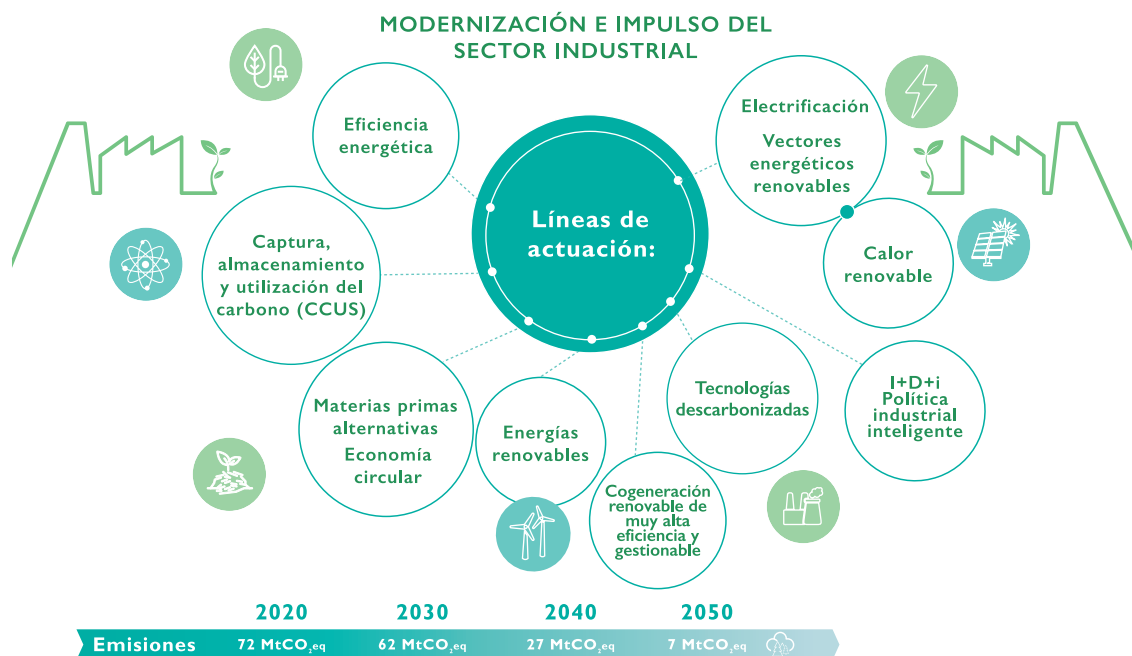 MODERNIZACIÓN E IMPULSO DEL
SECTOR INDUSTRIAL
Eficiencia
energética
Electrificación
Vectores
energéticos
renovables
Líneas de
actuación:
Captura,
almacenamiento
y utilización del
carbono (CCUS)
Calor
renovable
Materias primas
alternativas
Economía
circular
Energías
renovables
Tecnologías
descarbonizadas
I+D+i
Política
industrial
inteligente
Cogeneración
renovable de
muy alta
eficiencia y
gestionable
2020 2030 2040 2050
Emisiones 72 MtCO₂eq 62 MtCO₂eq 27 MtCO₂eq 7 MtCO₂eq